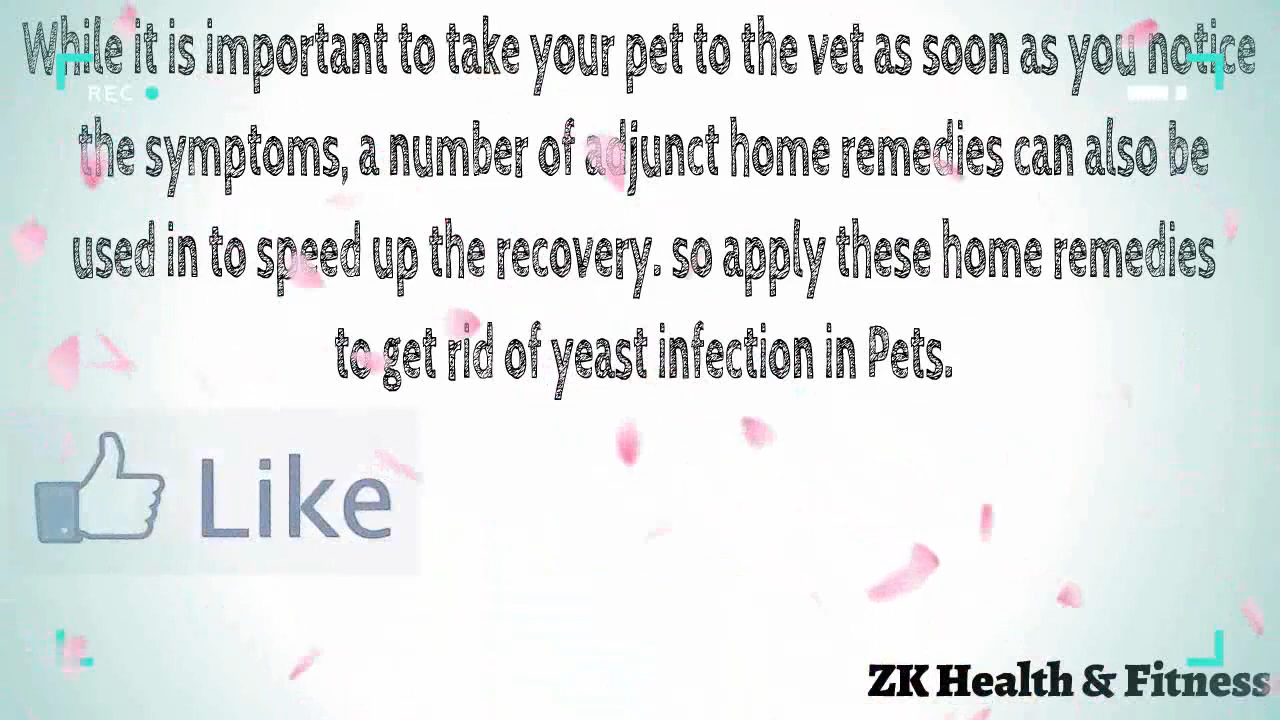 While it is important to take your pet to the vet as soon as you notice
REC
the symptoms, a number of adjunct home remedies can also be
used in to speed up the recovery. so apply these home remedies
to get rid of yeast infection in Pets.
Like
ZK Health & Fitness